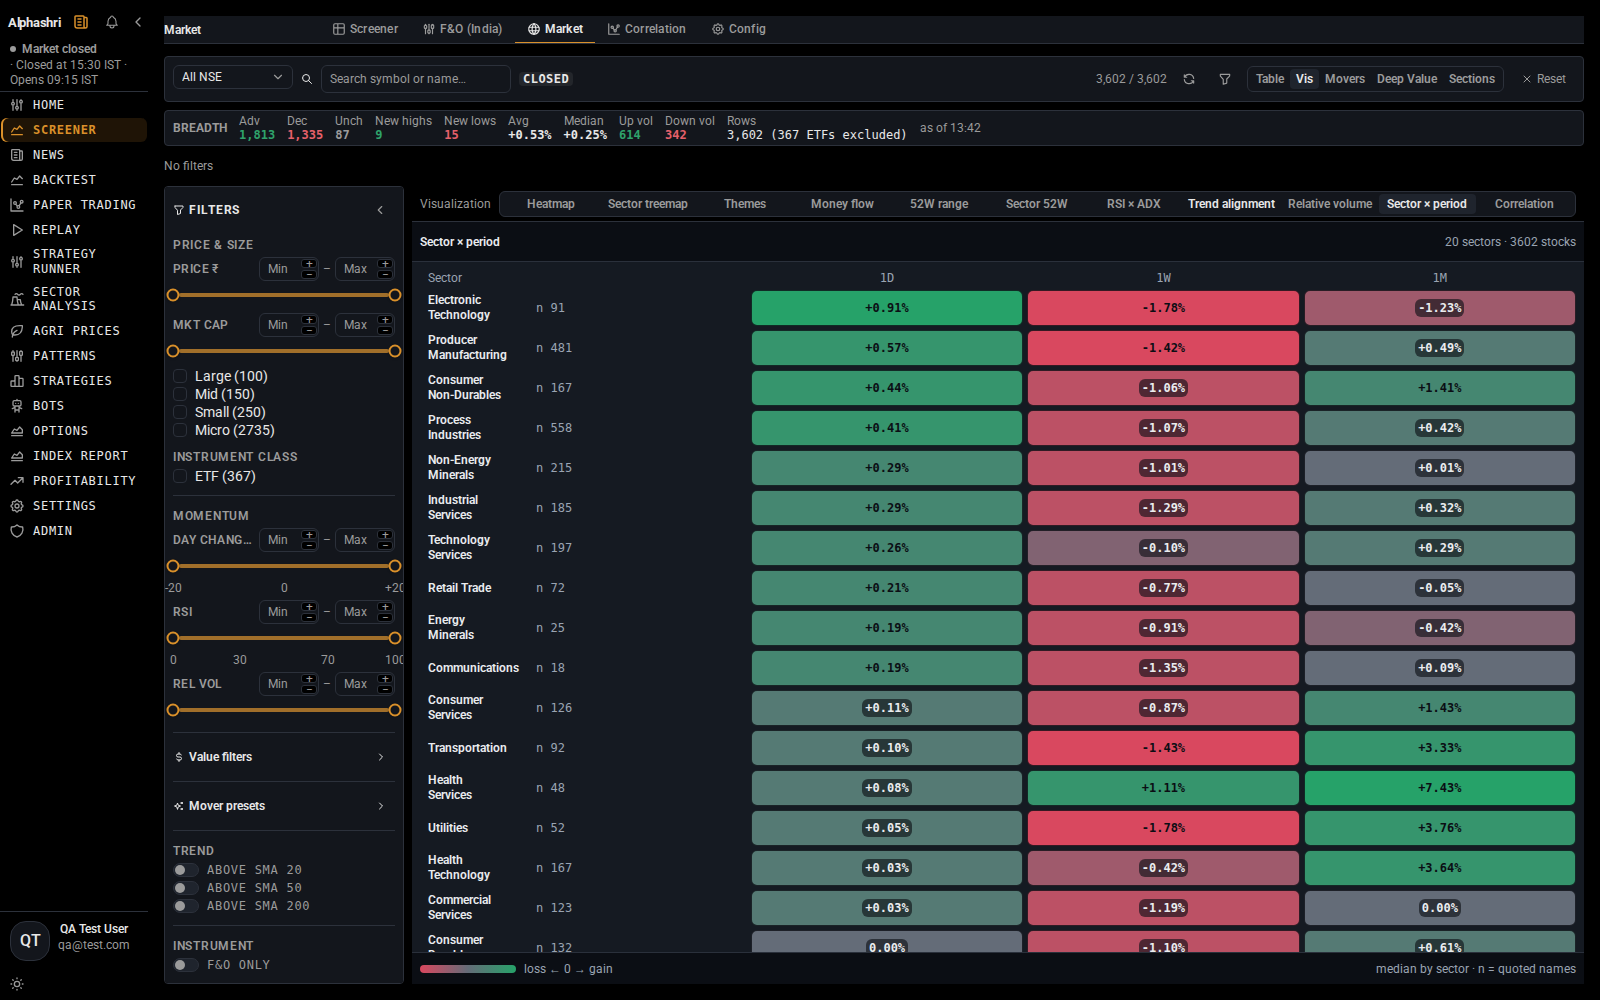 Alphashri
Market closed
· Closed at 15:30 IST ·
Opens 09:15 IST
HOME
SCREENER
NEWS
BACKTEST
PAPER TRADING
REPLAY
STRATEGY
RUNNER
SECTOR
ANALYSIS
AGRI PRICES
PATTERNS
STRATEGIES
BOTS
OPTIONS
INDEX REPORT
PROFITABILITY
SETTINGS
ADMIN
QT
QA Test User
qa@test.com
Market
Screener
F&O (India)
Market
Correlation
Config
All NSE
Search symbol or name...
CLOSED
3,602 / 3,602
Table Vis Movers Deep Value Sections
Reset
BREADTH
Adv Dec Unch New highs New lows Avg Median Up vol Down vol Rows
1,813 1,335 87 9 15 +0.53% +0.25% 614 342 3,602 (367 ETFs excluded)
as of 13:42
No filters
FILTERS
PRICE & SIZE
PRICE ₹ Min + − – Max + −
MKT CAP Min + − – Max + −
Large (100)
Mid (150)
Small (250)
Micro (2735)
INSTRUMENT CLASS
ETF (367)
MOMENTUM
DAY CHANG... Min + − – Max + −
-20 0 +20
RSI Min + − – Max + −
0 30 70 100
REL VOL Min + − – Max + −
$ Value filters
Mover presets
TREND
ABOVE SMA 20
ABOVE SMA 50
ABOVE SMA 200
INSTRUMENT
F&O ONLY
Visualization Heatmap Sector treemap Themes Money flow 52W range Sector 52W RSI × ADX Trend alignment Relative volume Sector × period Correlation
Sector × period
20 sectors · 3602 stocks
Sector 1D 1W 1M
Electronic
Technology n 91 +0.91% -1.78% -1.23%
Producer
Manufacturing n 481 +0.57% -1.42% +0.49%
Consumer
Non-Durables n 167 +0.44% -1.06% +1.41%
Process
Industries n 558 +0.41% -1.07% +0.42%
Non-Energy
Minerals n 215 +0.29% -1.01% +0.01%
Industrial
Services n 185 +0.29% -1.29% +0.32%
Technology
Services n 197 +0.26% -0.10% +0.29%
Retail Trade n 72 +0.21% -0.77% -0.05%
Energy
Minerals n 25 +0.19% -0.91% -0.42%
Communications n 18 +0.19% -1.35% +0.09%
Consumer
Services n 126 +0.11% -0.87% +1.43%
Transportation n 92 +0.10% -1.43% +3.33%
Health
Services n 48 +0.08% +1.11% +7.43%
Utilities n 52 +0.05% -1.78% +3.76%
Health
Technology n 167 +0.03% -0.42% +3.64%
Commercial
Services n 123 +0.03% -1.19% 0.00%
Consumer
n 132 0.00% -1.10% +0.61%
loss ← 0 → gain
median by sector · n = quoted names